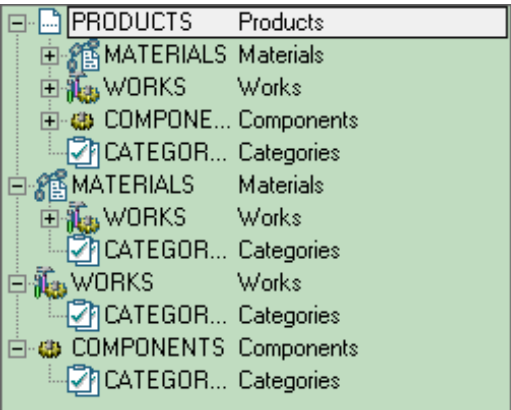 PRODUCTS Products
MATERIALS Materials
WORKS Works
COMPONE... Components
CATEGOR... Categories
MATERIALS Materials
WORKS Works
CATEGOR... Categories
WORKS Works
CATEGOR... Categories
COMPONENTS Components
CATEGOR... Categories